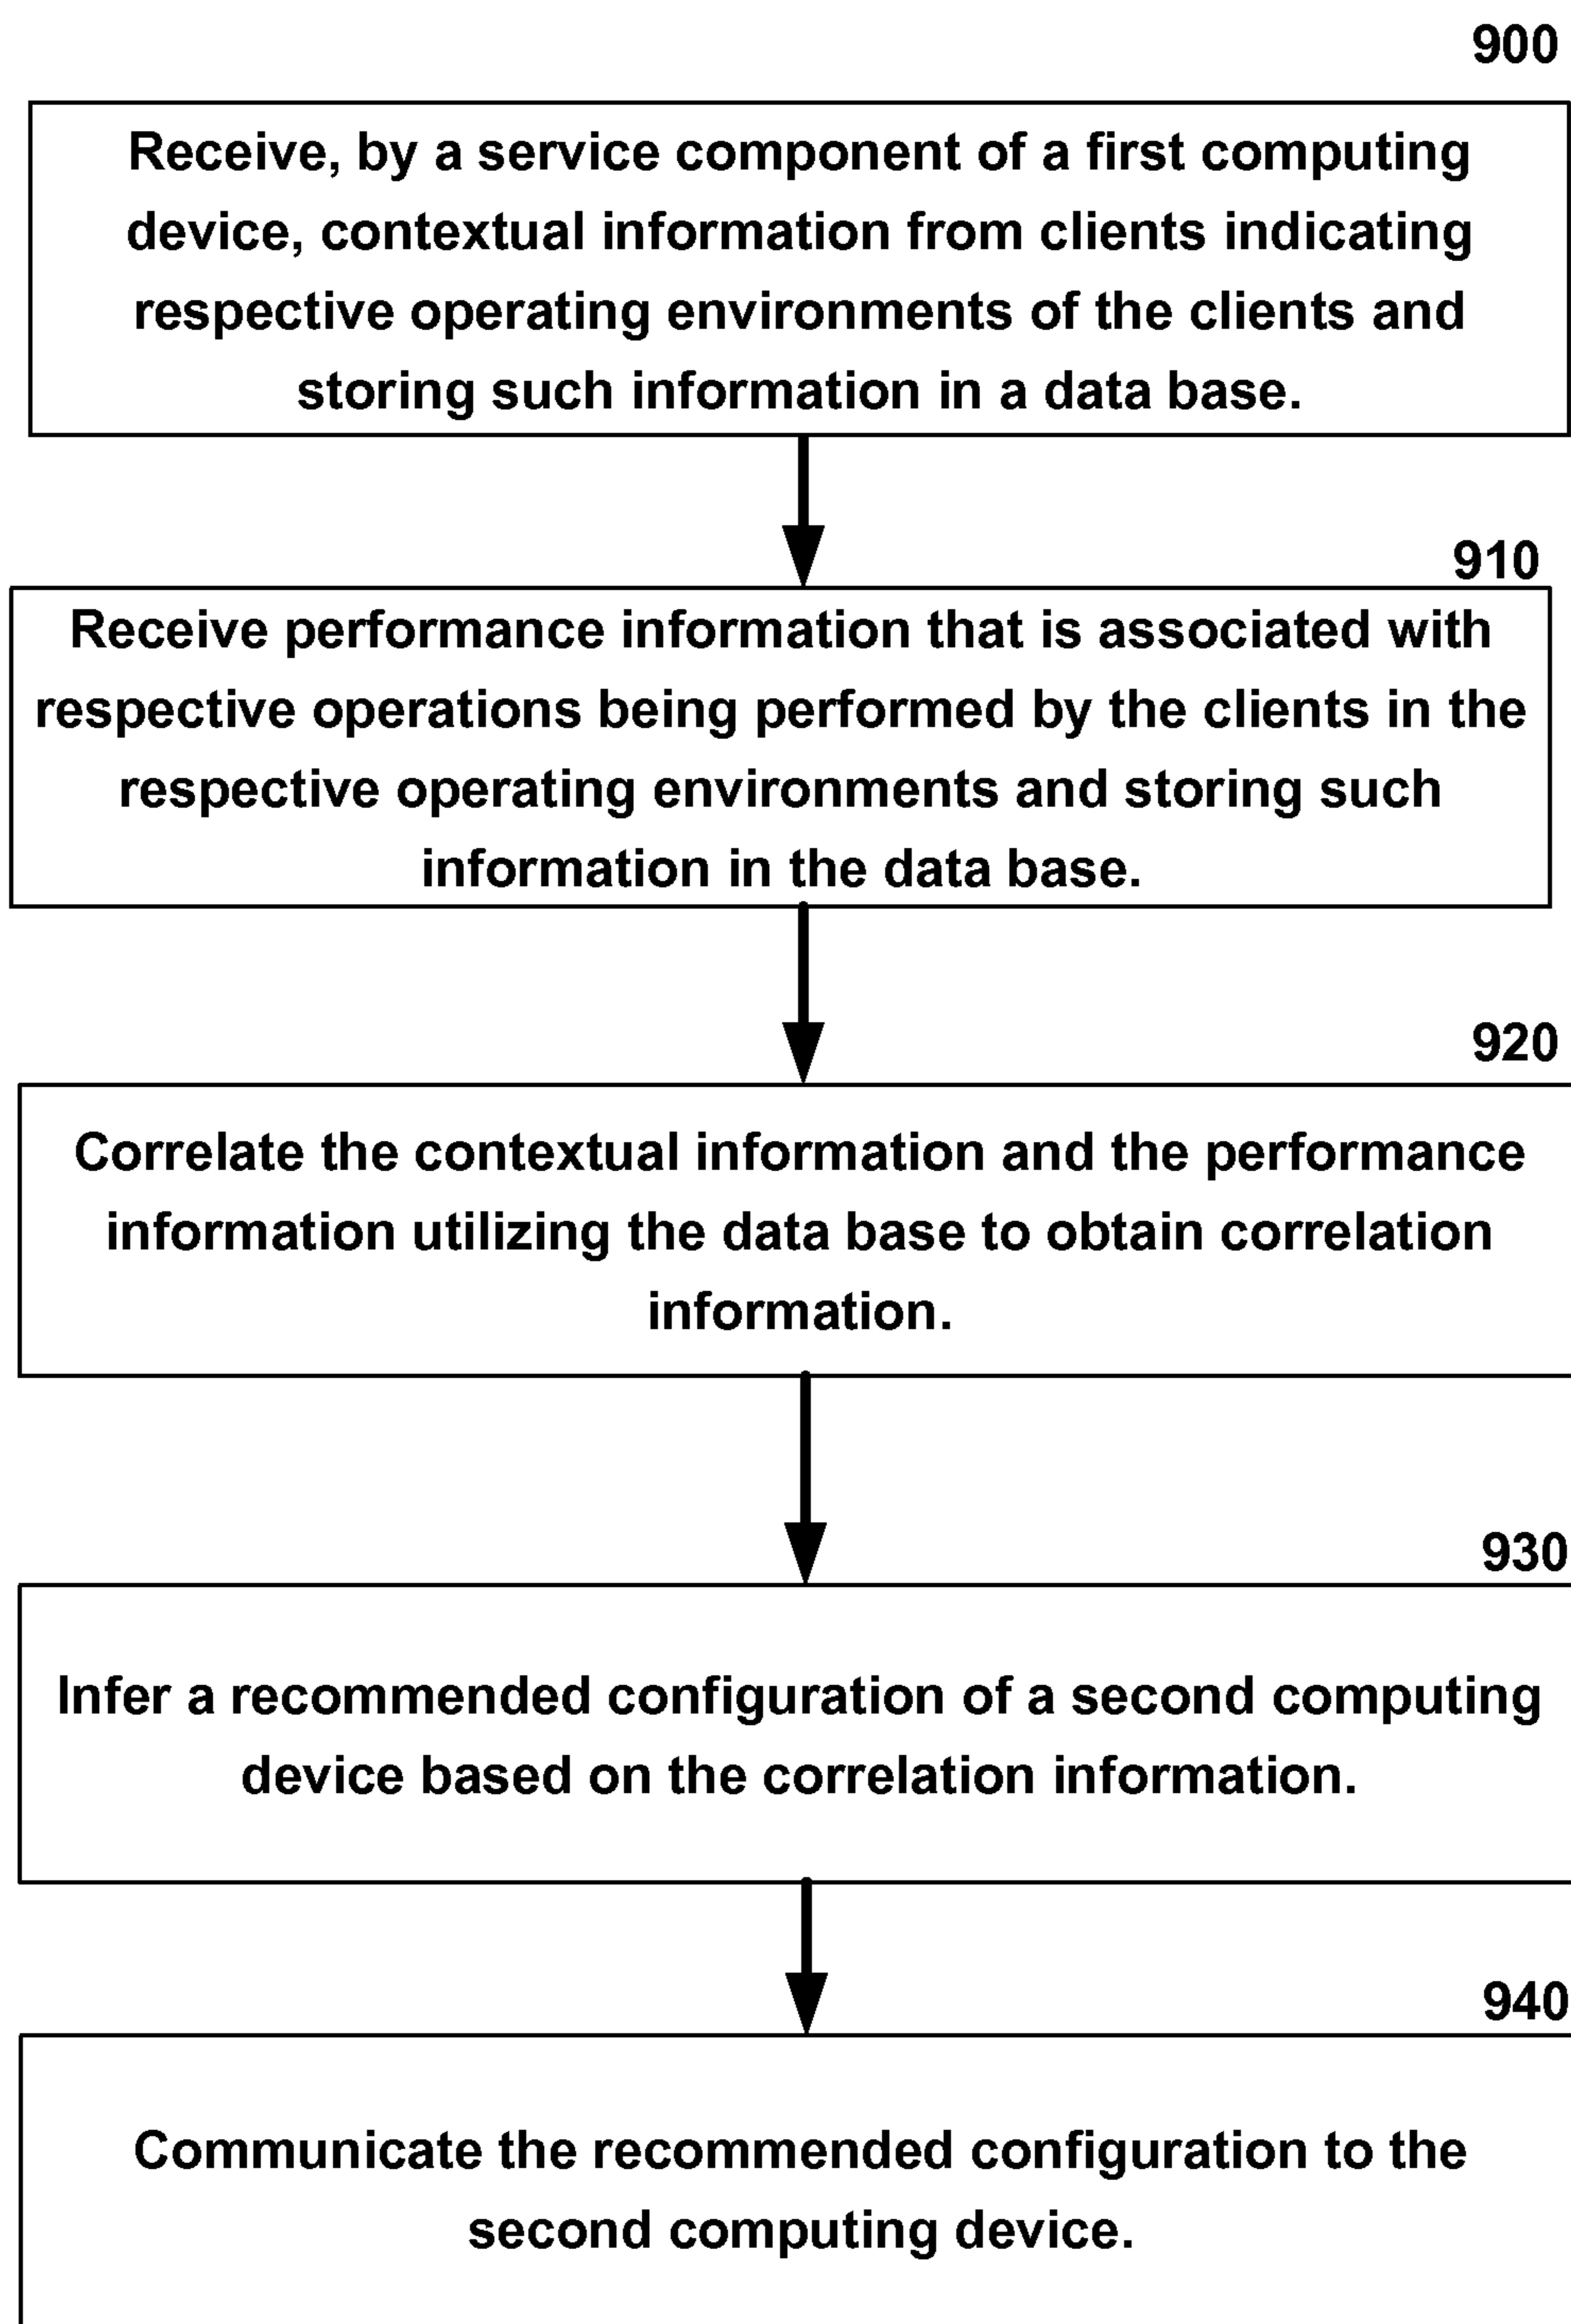 900
Receive, by a service component of a first computing
device, contextual information from clients indicating
respective operating environments of the clients and
storing such information in a data base.
910
Receive performance information that is associated with
respective operations being performed by the clients in the
respective operating environments and storing such
information in the data base.
920
Correlate the contextual information and the performance
information utilizing the data base to obtain correlation
information.
930
Infer a recommended configuration of a second computing
device based on the correlation information.
940
Communicate the recommended configuration to the
second computing device.